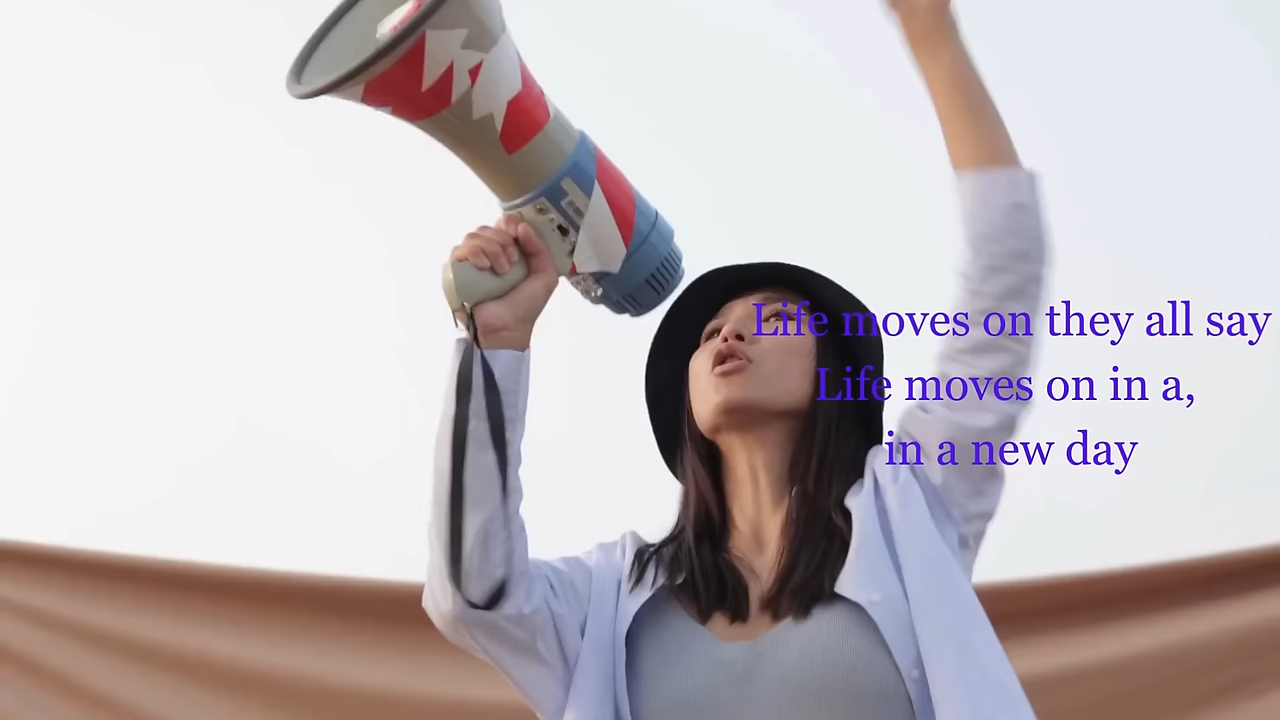 Life moves on they all say
Life moves on in a,
in a new day